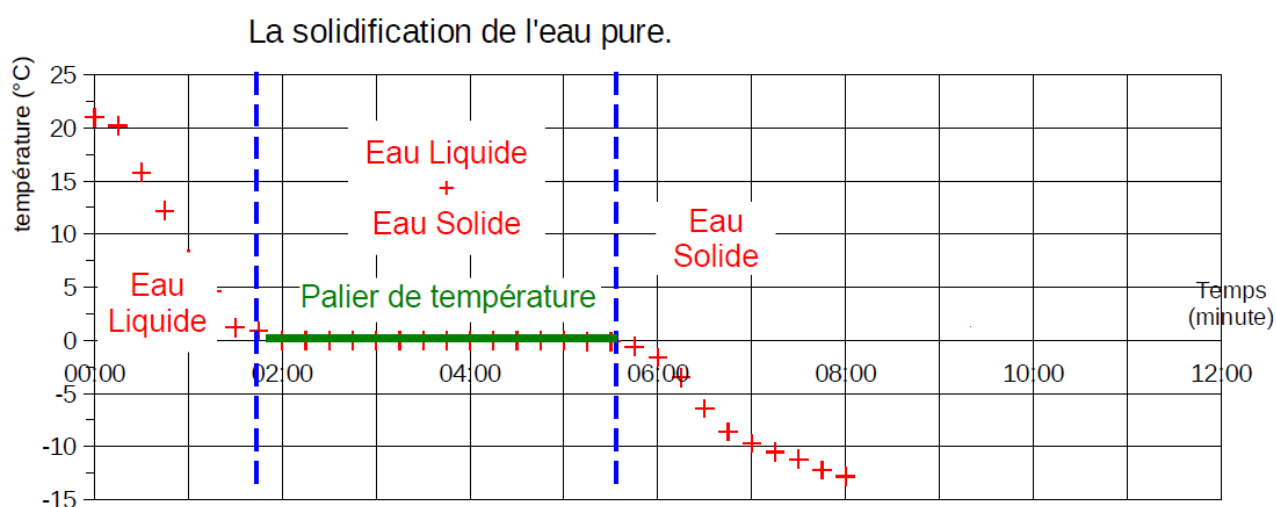 La solidification de l'eau pure.
température (°C)
25
20
15
10
5
0
-5
-10
-15
Eau Liquide
+
Eau Solide
Eau
Solide
Eau
Liquide
Palier de température
Temps
(minute)
00:00 02:00 04:00 06:00 08:00 10:00 12:00